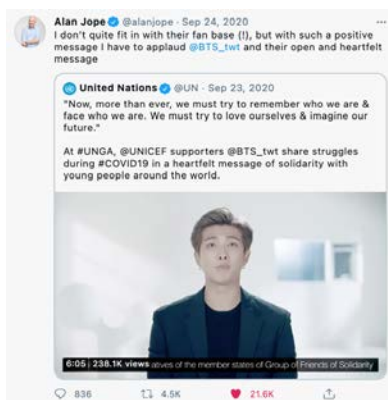 Alan Jope @alanjope · Sep 24, 2020
I don't quite fit in with their fan base (!), but with such a positive
message I have to applaud @BTS_twt and their open and heartfelt
message
United Nations @UN · Sep 23, 2020
"Now, more than ever, we must try to remember who we are &
face who we are. We must try to love ourselves & imagine our
future."
At #UNGA, @UNICEF supporters @BTS_twt share struggles
during #COVID19 in a heartfelt message of solidarity with
young people around the world.
6:05 | 238.1K views atives of the member states of Group of Friends of Solidarity
836 4.5K 21.6K